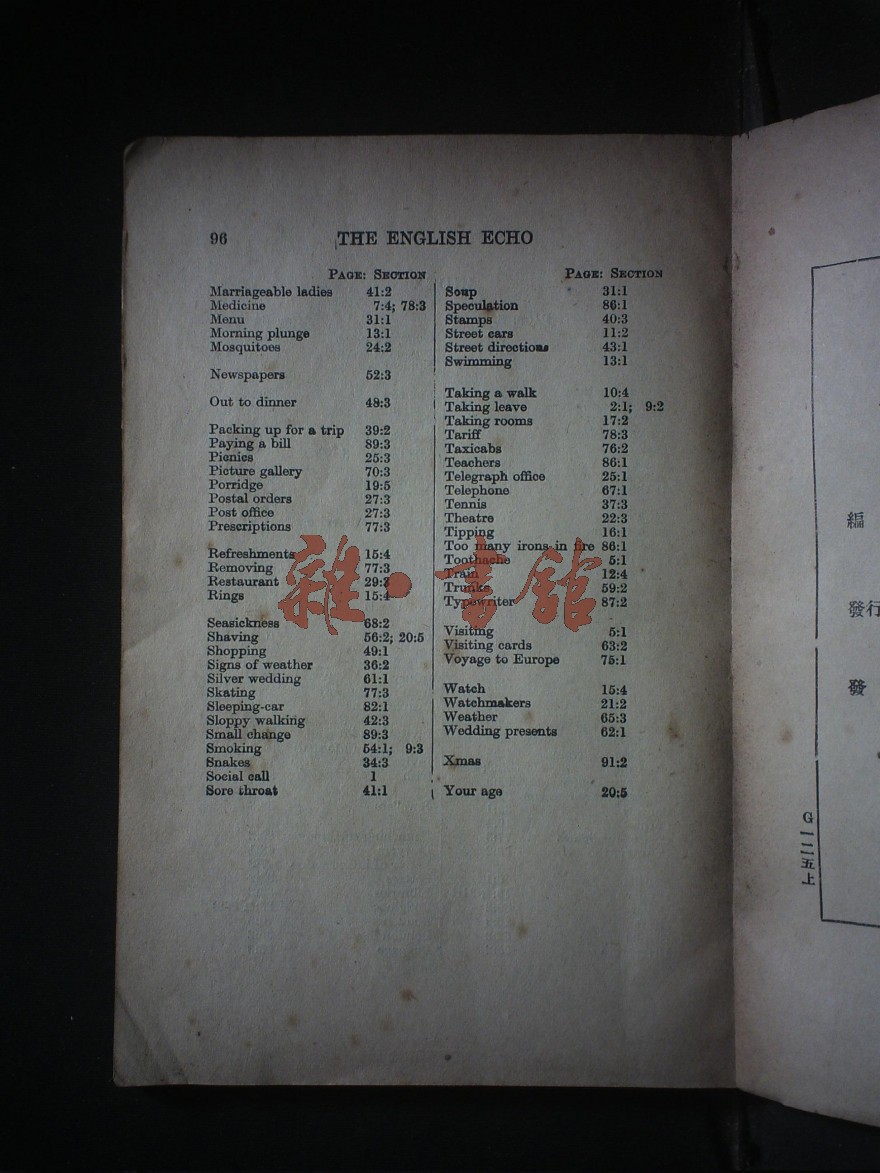 96
THE ENGLISH ECHO
PAGE: SECTION
Marriageable ladies 41:2
Medicine 7:4; 78:3
Menu 31:1
Morning plunge 13:1
Mosquitoes 24:2
Newspapers 52:3
Out to dinner 48:3
Packing up for a trip 39:2
Paying a bill 89:3
Picnics 25:3
Picture gallery 70:3
Porridge 19:5
Postal orders 27:3
Post office 27:3
Prescriptions 77:3
Refreshments 15:4
Removing 77:3
Restaurant 29:3
Rings 15:4
Seasickness 68:2
Shaving 56:2; 20:5
Shopping 49:1
Signs of weather 36:2
Silver wedding 61:1
Skating 77:3
Sleeping-car 82:1
Sloppy walking 42:3
Small change 89:3
Smoking 54:1; 9:3
Snakes 34:3
Social call 1
Sore throat 41:1
PAGE: SECTION
Soup 31:1
Speculation 86:1
Stamps 40:3
Street cars 11:2
Street directions 43:1
Swimming 13:1
Taking a walk 10:4
Taking leave 2:1; 9:2
Taking rooms 17:2
Tariff 78:3
Taxicabs 76:2
Teachers 86:1
Telegraph office 25:1
Telephone 67:1
Tennis 37:3
Theatre 22:3
Tipping 16:1
Too many irons in fire 86:1
Toothache 5:1
Train 12:4
Trunks 59:2
Typewriter 87:2
Visiting 5:1
Visiting cards 63:2
Voyage to Europe 75:1
Watch 15:4
Watchmakers 21:2
Weather 65:3
Wedding presents 62:1
Xmas 91:2
Your age 20:5
雜·書館
編
發行
發
G一二五上